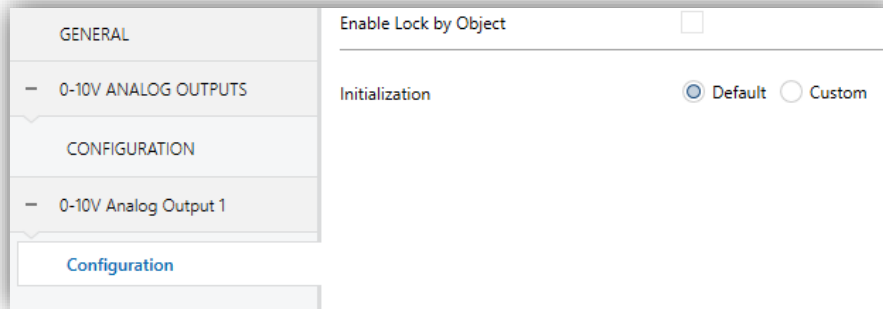 GENERAL
− 0-10V ANALOG OUTPUTS
CONFIGURATION
− 0-10V Analog Output 1
Configuration
Enable Lock by Object
Initialization Default Custom